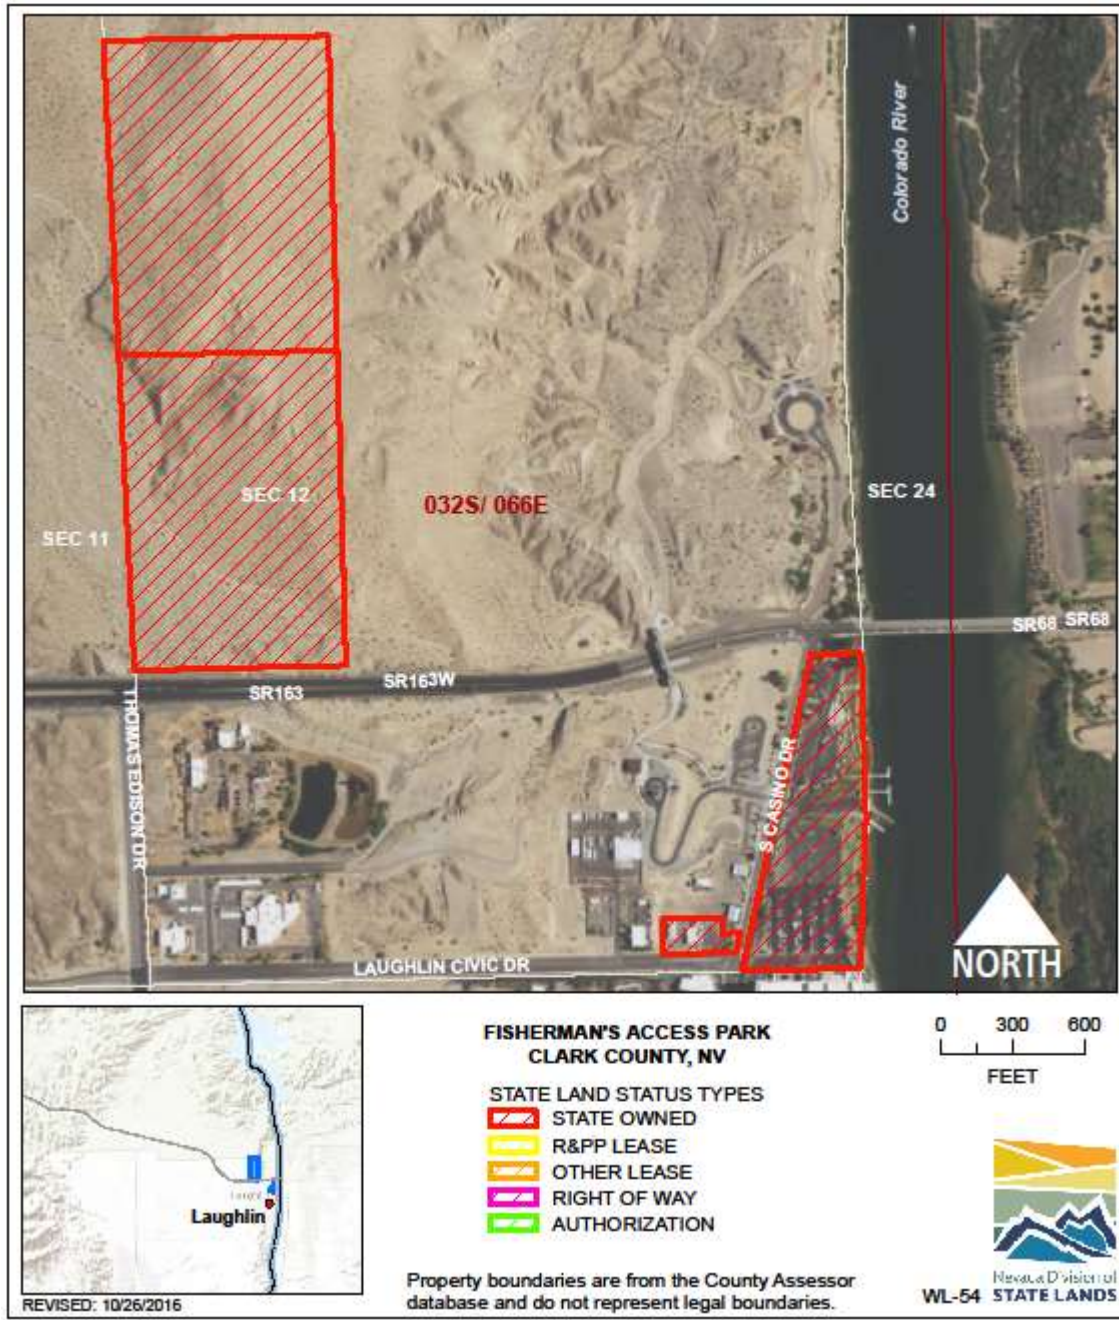 Colorado River
SEC 12
032S/ 066E
SEC 24
SEC 11
SR68
SR68
SR163W
SR163
THOMAS EDISON DR
S CASINO DR
LAUGHLIN CIVIC DR
NORTH
Laughlin
REVISED: 10/26/2016
FISHERMAN'S ACCESS PARK
CLARK COUNTY, NV
STATE LAND STATUS TYPES
STATE OWNED
R&PP LEASE
OTHER LEASE
RIGHT OF WAY
AUTHORIZATION
Property boundaries are from the County Assessor
database and do not represent legal boundaries.
0 300 600
FEET
Nevada Division of
STATE LANDS
WL-54